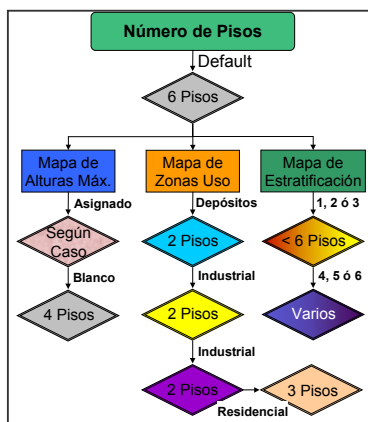 Número de Pisos
Default
6 Pisos
Mapa de
Alturas Máx.
Mapa de
Zonas Uso
Mapa de
Estratificación
Asignado
Depósitos
1, 2 ó 3
Según
Caso
2 Pisos
< 6 Pisos
Blanco
Industrial
4, 5 ó 6
4 Pisos
2 Pisos
Varios
Industrial
2 Pisos
3 Pisos
Residencial